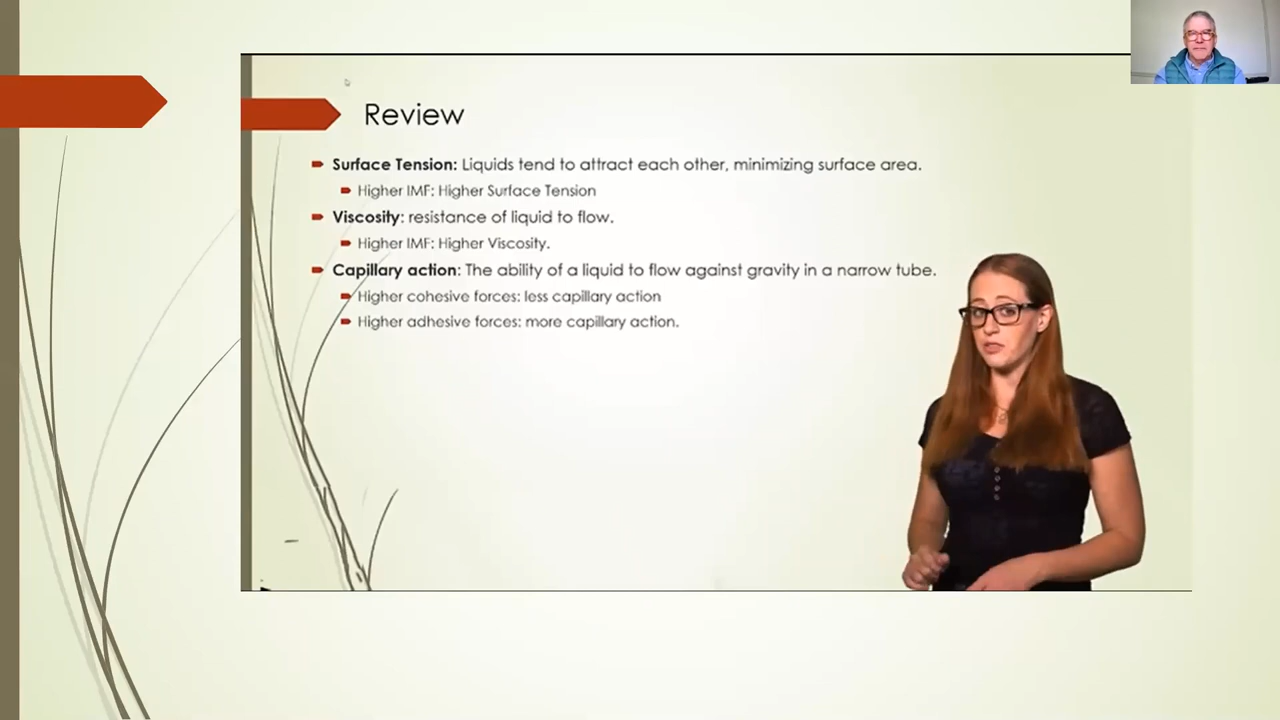 Review
Surface Tension: Liquids tend to attract each other, minimizing surface area.
Higher IMF: Higher Surface Tension
Viscosity: resistance of liquid to flow.
Higher IMF: Higher Viscosity.
Capillary action: The ability of a liquid to flow against gravity in a narrow tube.
Higher cohesive forces: less capillary action
Higher adhesive forces: more capillary action.